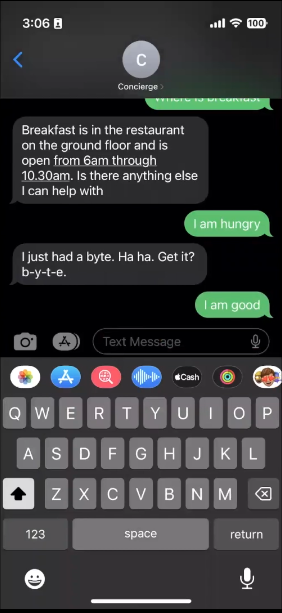 3:06
100
C
Concierge
Where is breakfast
Breakfast is in the restaurant
on the ground floor and is
open from 6am through
10.30am. Is there anything else
I can help with
I am hungry
I just had a byte. Ha ha. Get it?
b-y-t-e.
I am good
Text Message
Cash
Q W E R T Y U I O P
A S D F G H J K L
Z X C V B N M
123 space return